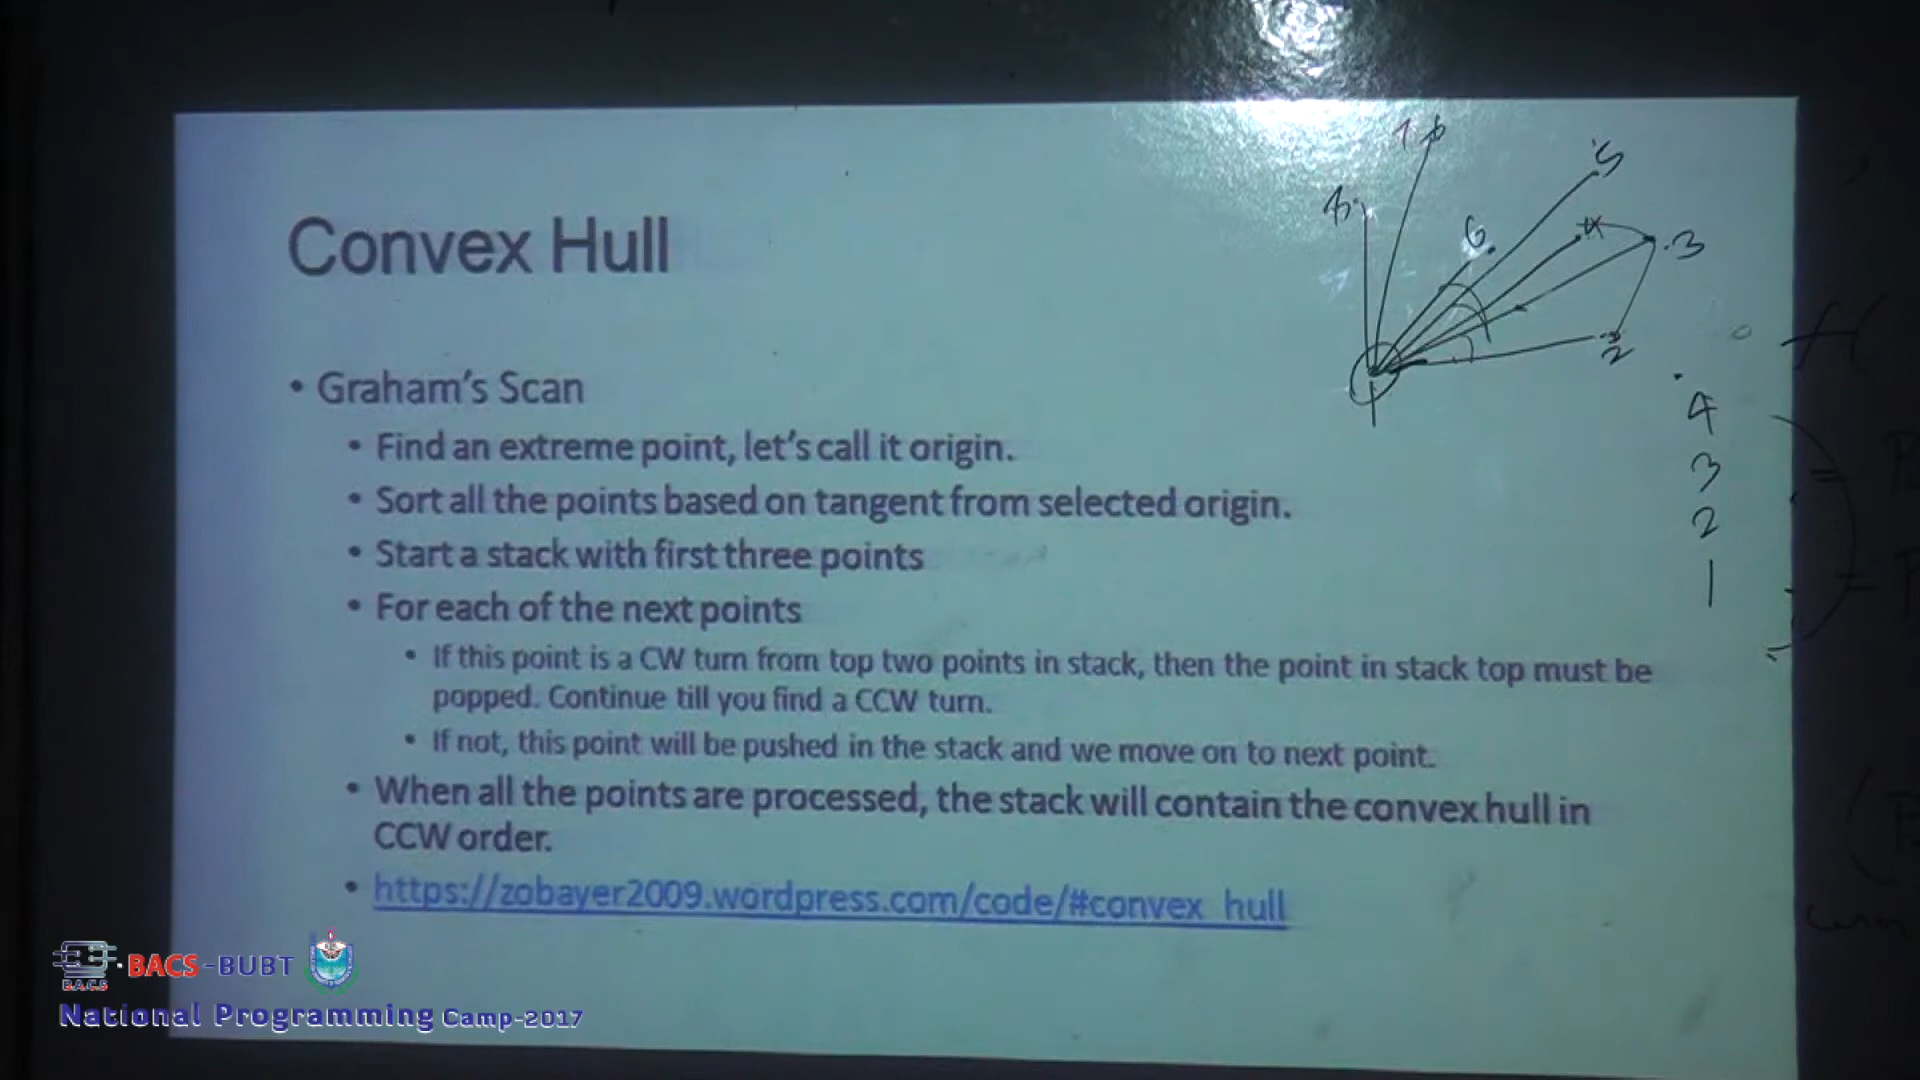 Convex Hull
• Graham's Scan
• Find an extreme point, let's call it origin.
• Sort all the points based on tangent from selected origin.
• Start a stack with first three points
• For each of the next points
• If this point is a CW turn from top two points in stack, then the point in stack top must be
popped. Continue till you find a CCW turn.
• If not, this point will be pushed in the stack and we move on to next point.
• When all the points are processed, the stack will contain the convex hull in
CCW order.
• https://zobayer2009.wordpress.com/code/#convex_hull
5
6
3
2
4
3
2
1
B.A.C.S
BACS-BUBT
National Programming Camp-2017